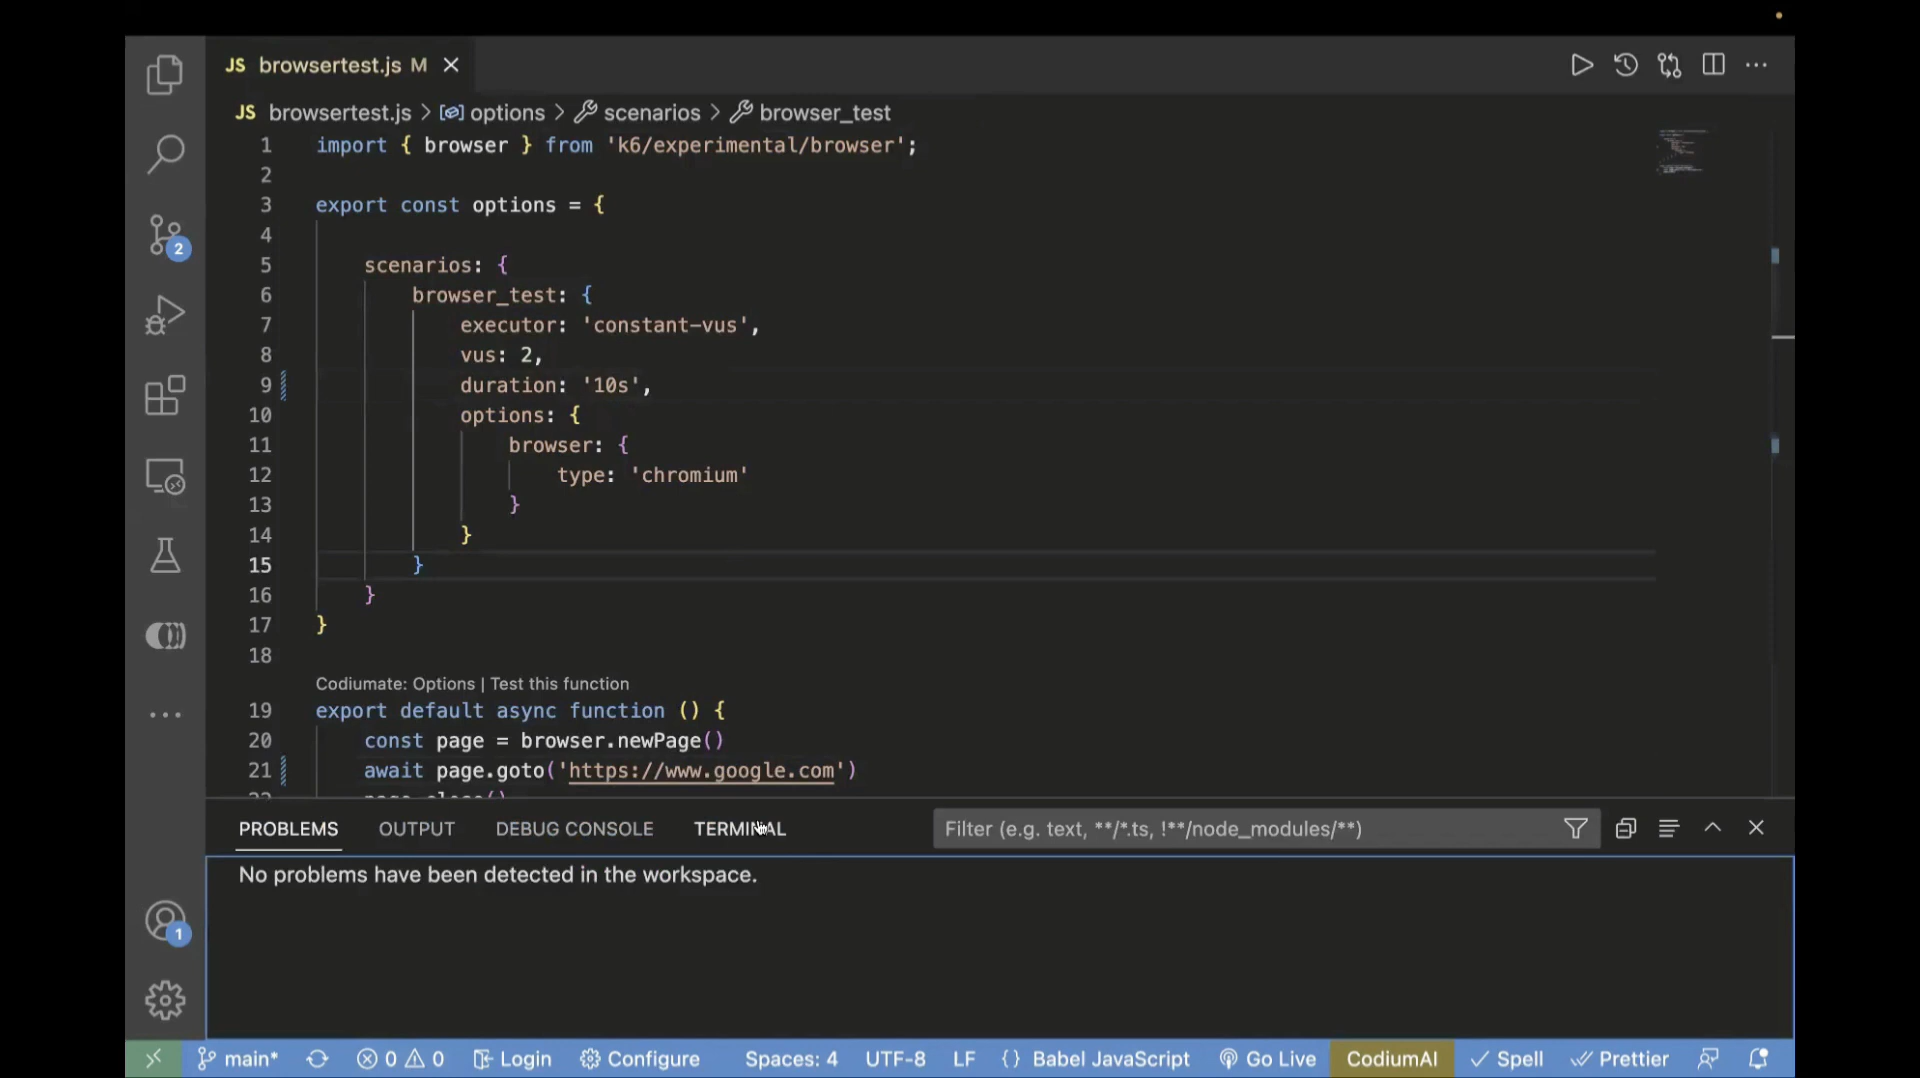 JS browsertest.js M
JS browsertest.js > options > scenarios > browser_test
1 import { browser } from 'k6/experimental/browser';
2
3 export const options = {
4
5 scenarios: {
6 browser_test: {
7 executor: 'constant-vus',
8 vus: 2,
9 duration: '10s',
10 options: {
11 browser: {
12 type: 'chromium'
13 }
14 }
15 }
16 }
17 }
18
Codiumate: Options | Test this function
19 export default async function () {
20 const page = browser.newPage()
21 await page.goto('https://www.google.com')
22 page.close()
2
PROBLEMS OUTPUT DEBUG CONSOLE TERMINAL Filter (e.g. text, **/*.ts, !**/node_modules/**)
No problems have been detected in the workspace.
1
main* 0 0 Login Configure Spaces: 4 UTF-8 LF {} Babel JavaScript Go Live CodiumAI Spell Prettier